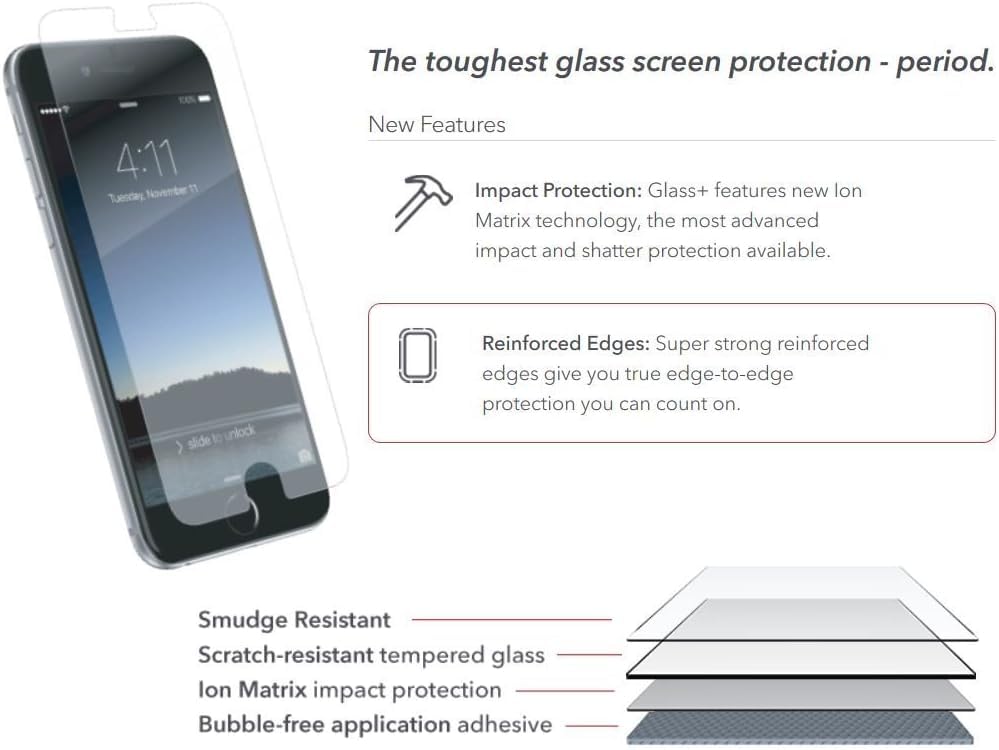 The toughest glass screen protection - period.
New Features
Impact Protection: Glass+ features new Ion
Matrix technology, the most advanced
impact and shatter protection available.
Reinforced Edges: Super strong reinforced
edges give you true edge-to-edge
protection you can count on.
100%
4:11
Tuesday, November 11
> slide to unlock
Smudge Resistant
Scratch-resistant tempered glass
Ion Matrix impact protection
Bubble-free application adhesive